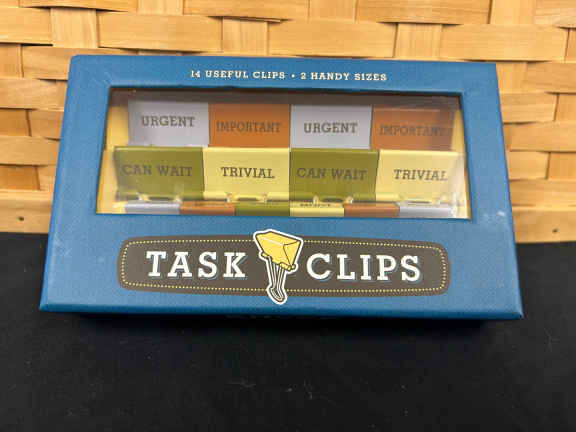 14 USEFUL CLIPS • 2 HANDY SIZES
URGENT IMPORTANT URGENT IMPORTANT
CAN WAIT TRIVIAL CAN WAIT TRIVIAL
TASK CLIPS